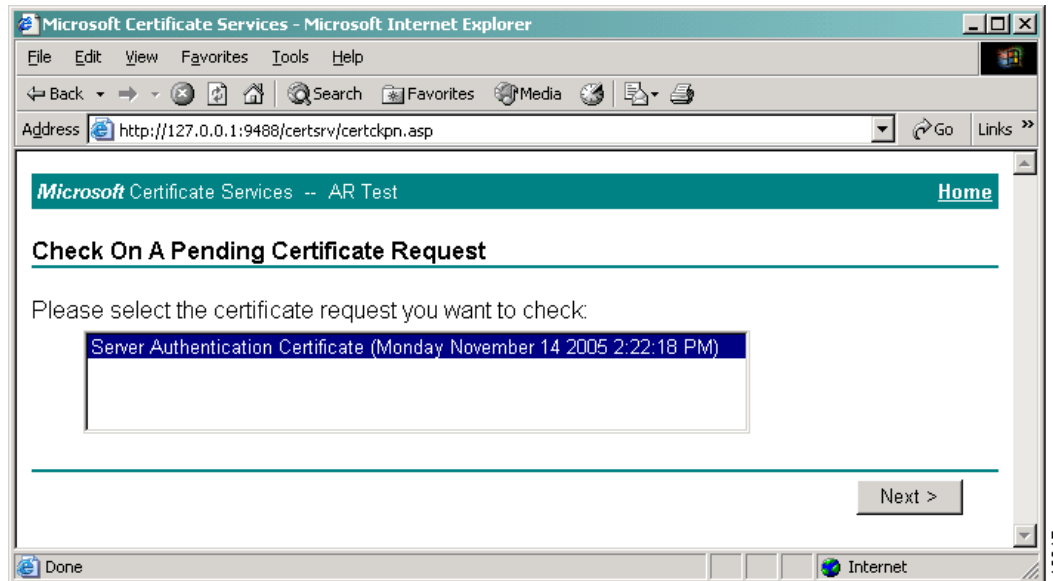 Microsoft Certificate Services - Microsoft Internet Explorer
File Edit View Favorites Tools Help
Back Search Favorites Media
Address http://127.0.0.1:9488/certsrv/certckpn.asp Go Links »
Microsoft Certificate Services -- AR Test Home
Check On A Pending Certificate Request
Please select the certificate request you want to check:
Server Authentication Certificate (Monday November 14 2005 2:22:18 PM)
Next >
Done Internet